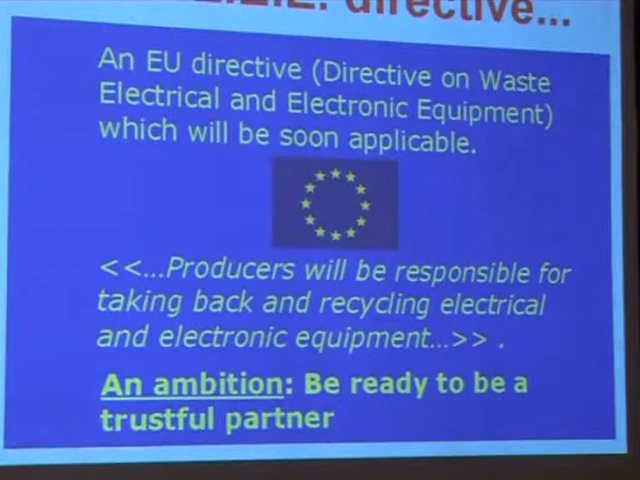 directive...
An EU directive (Directive on Waste
Electrical and Electronic Equipment)
which will be soon applicable.
<<...Producers will be responsible for
taking back and recycling electrical
and electronic equipment...>> .
An ambition: Be ready to be a
trustful partner